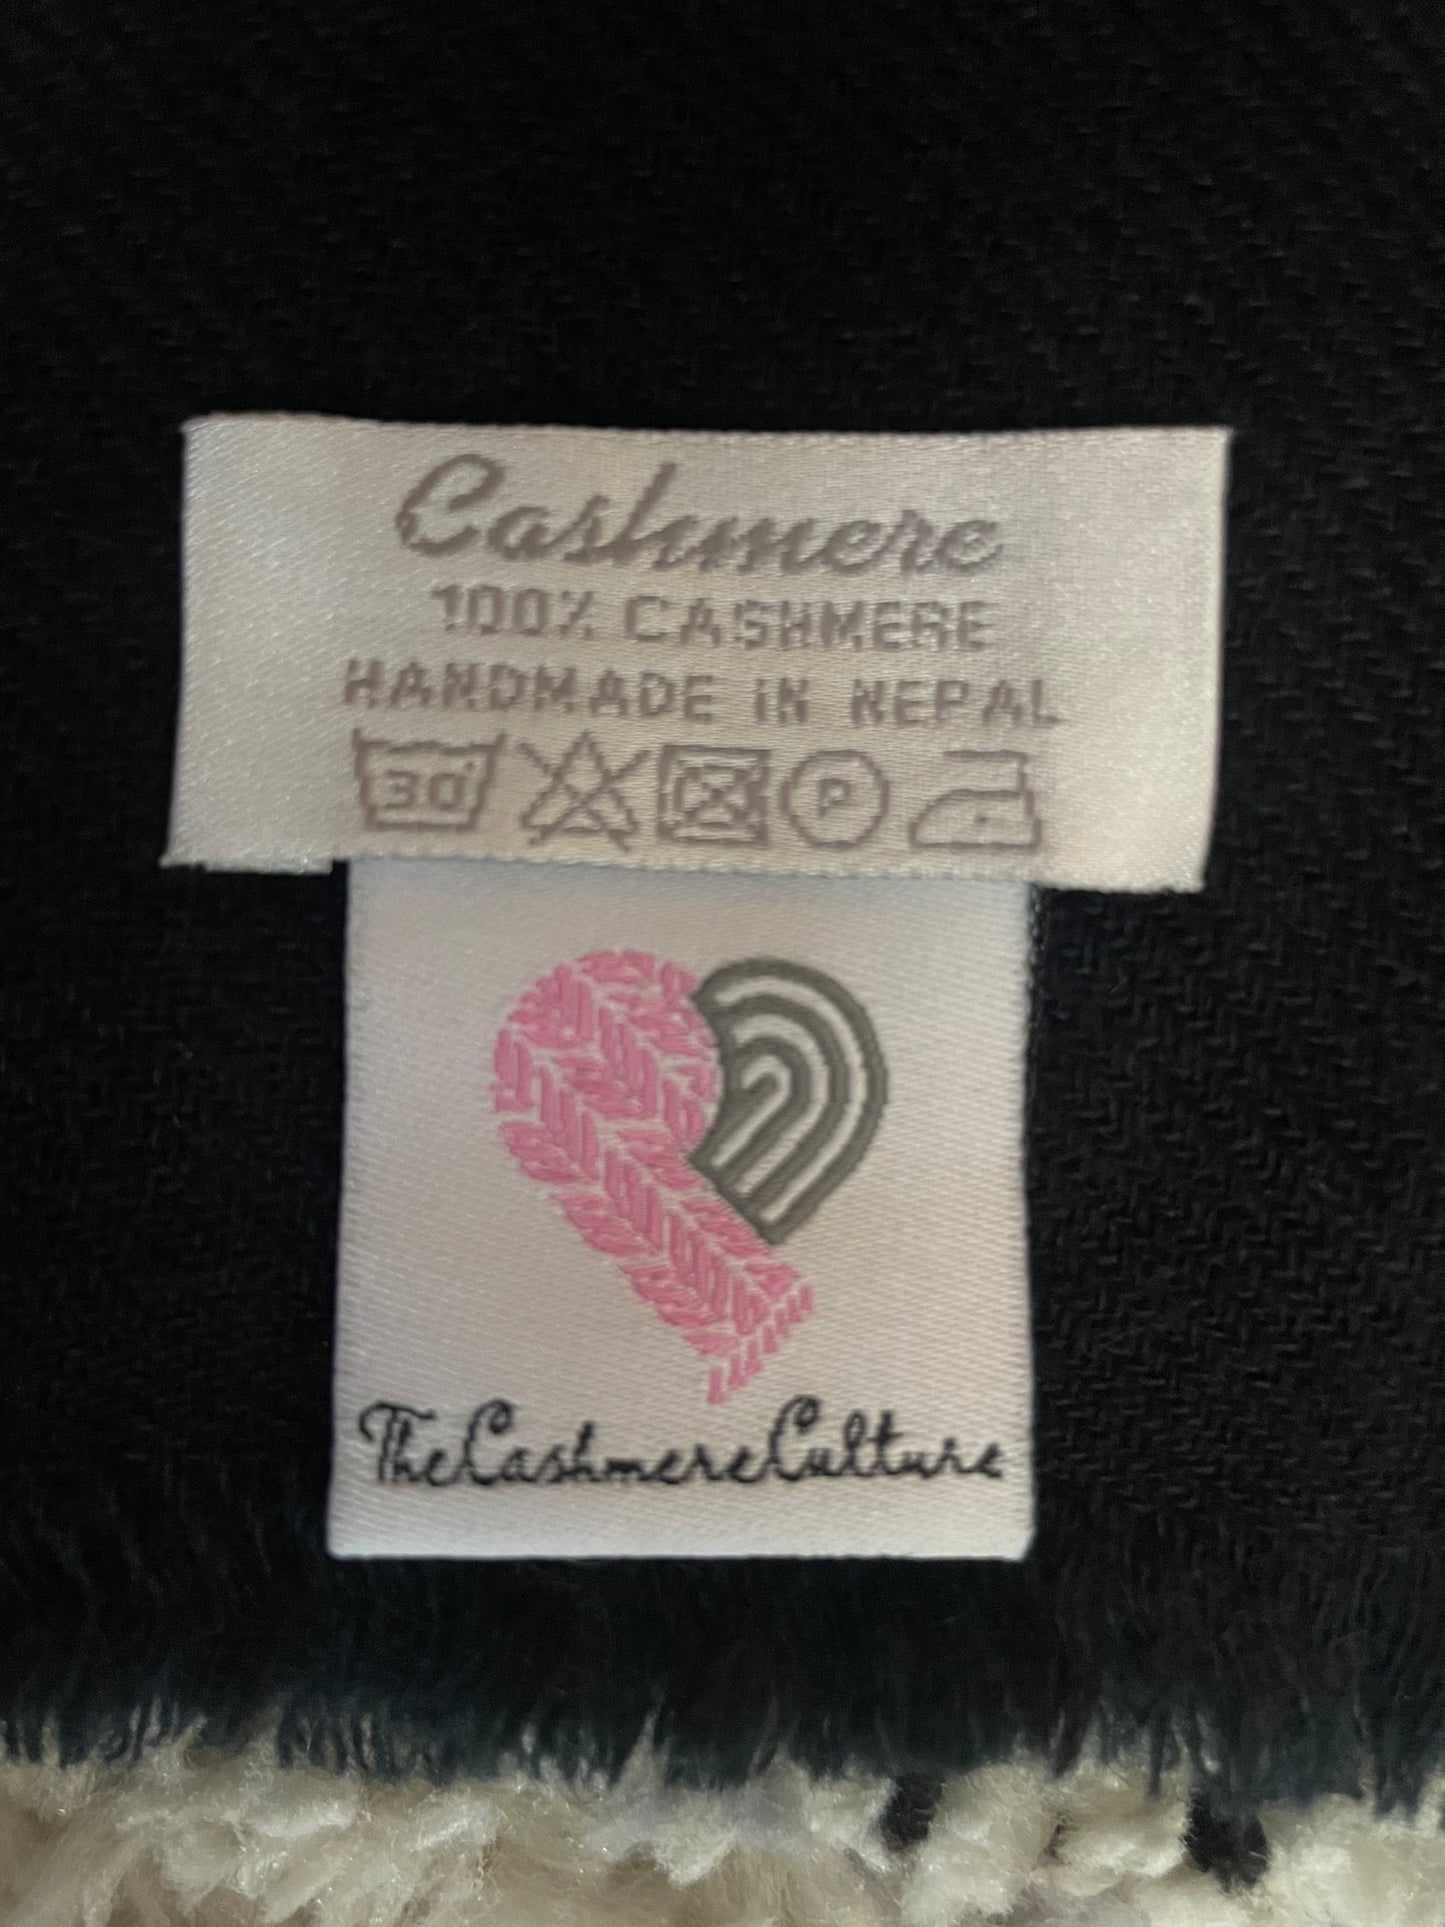 Cashmere
100% CASHMERE
HANDMADE IN NEPAL
30° P
TheCashmereCulture